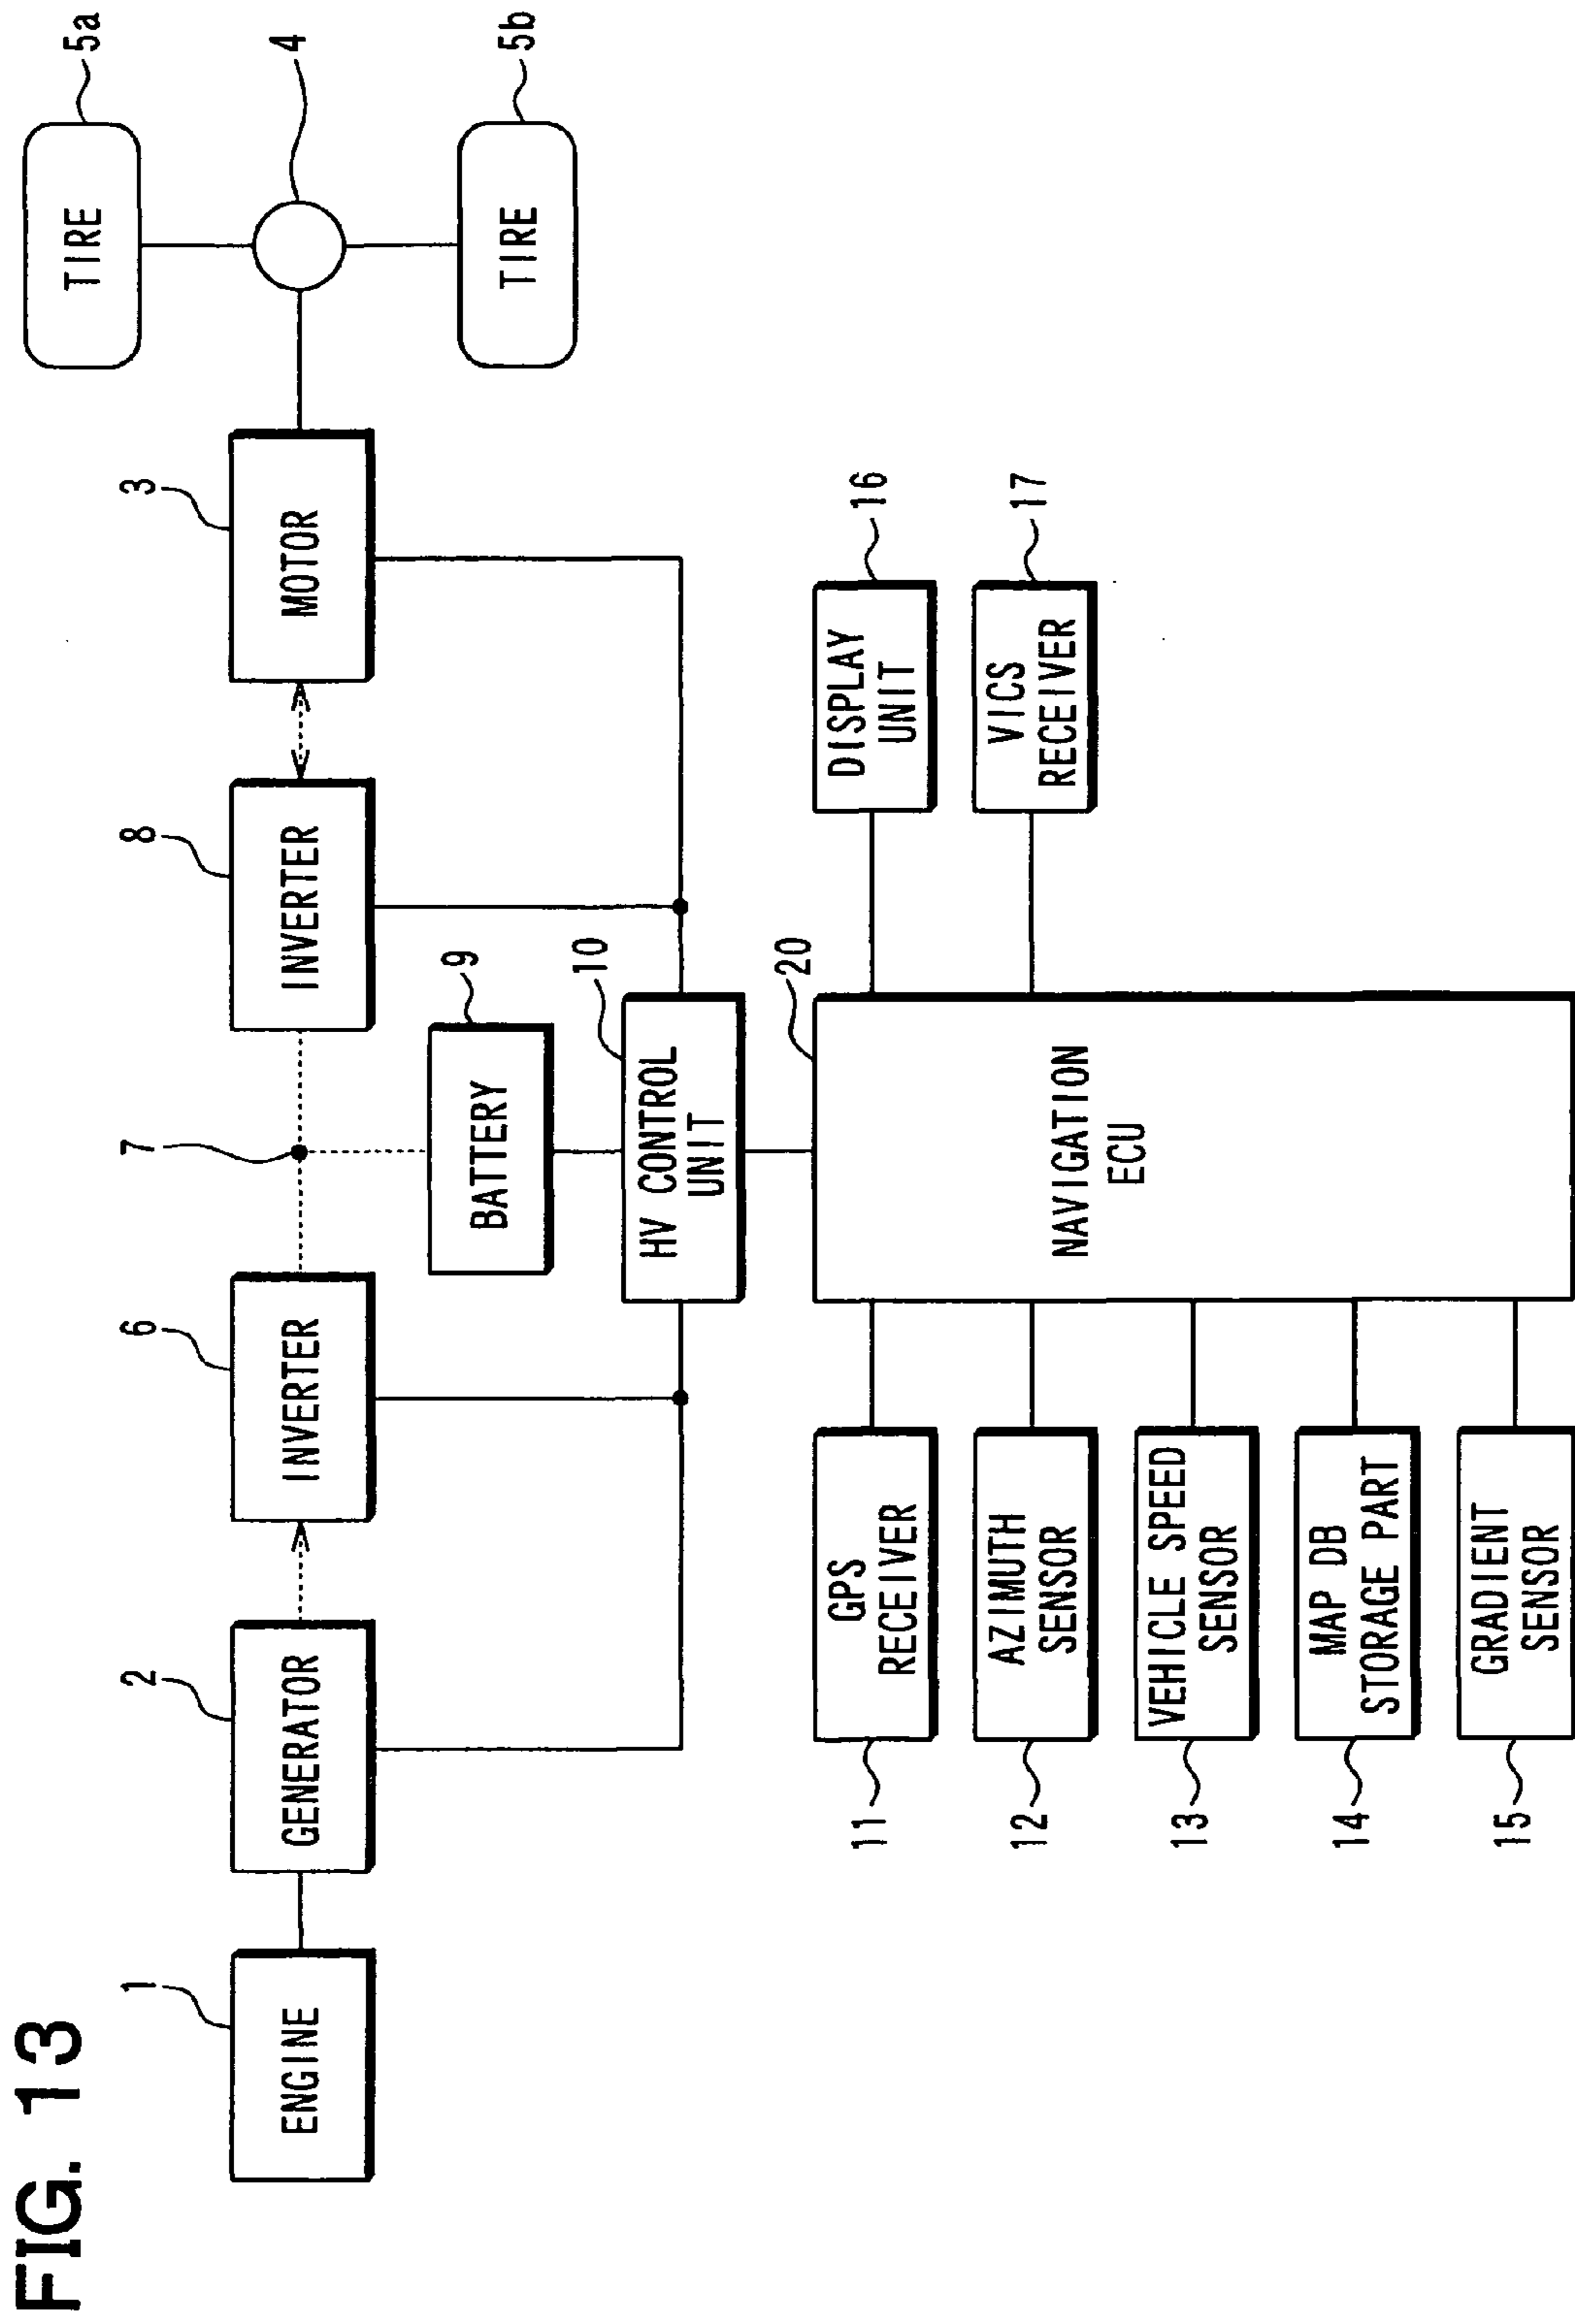 FIG. 13
5a
TIRE
4
TIRE
5b
1
2
6
7
8
3
ENGINE
GENERATOR
INVERTER
INVERTER
MOTOR
9
BATTERY
10
HV CONTROL
UNIT
20
NAVIGATION
ECU
11
GPS
RECEIVER
DISPLAY
UNIT
16
12
AZIMUTH
SENSOR
VICS
RECEIVER
17
13
VEHICLE SPEED
SENSOR
14
MAP DB
STORAGE PART
15
GRADIENT
SENSOR